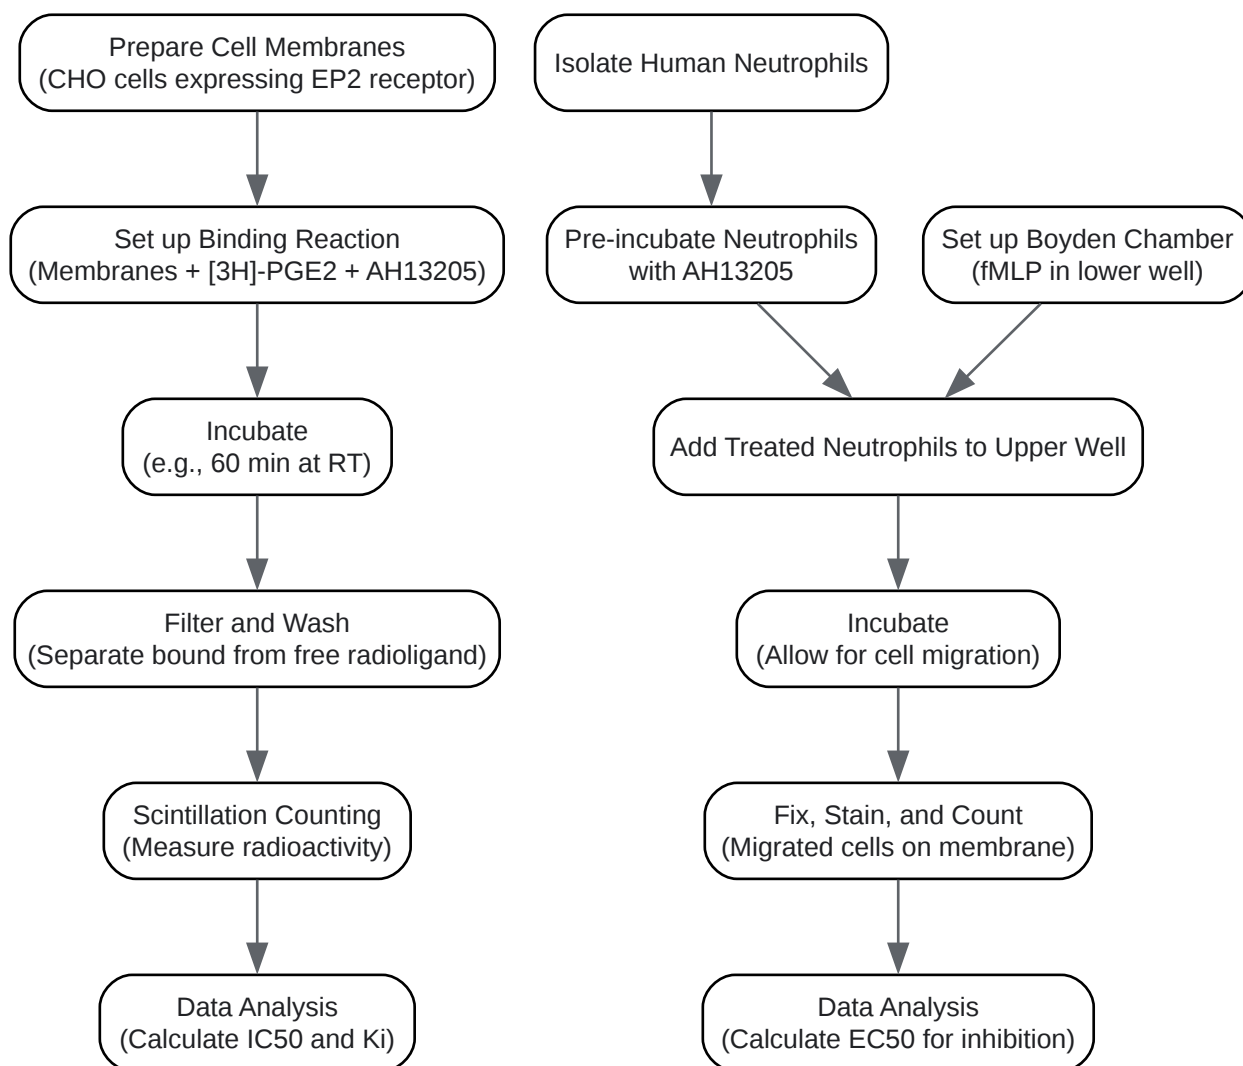 Prepare Cell Membranes
(CHO cells expressing EP2 receptor)
Set up Binding Reaction
(Membranes + [3H]-PGE2 + AH13205)
Incubate
(e.g., 60 min at RT)
Filter and Wash
(Separate bound from free radioligand)
Scintillation Counting
(Measure radioactivity)
Data Analysis
(Calculate IC50 and Ki)
Isolate Human Neutrophils
Pre-incubate Neutrophils
with AH13205
Set up Boyden Chamber
(fMLP in lower well)
Add Treated Neutrophils to Upper Well
Incubate
(Allow for cell migration)
Fix, Stain, and Count
(Migrated cells on membrane)
Data Analysis
(Calculate EC50 for inhibition)